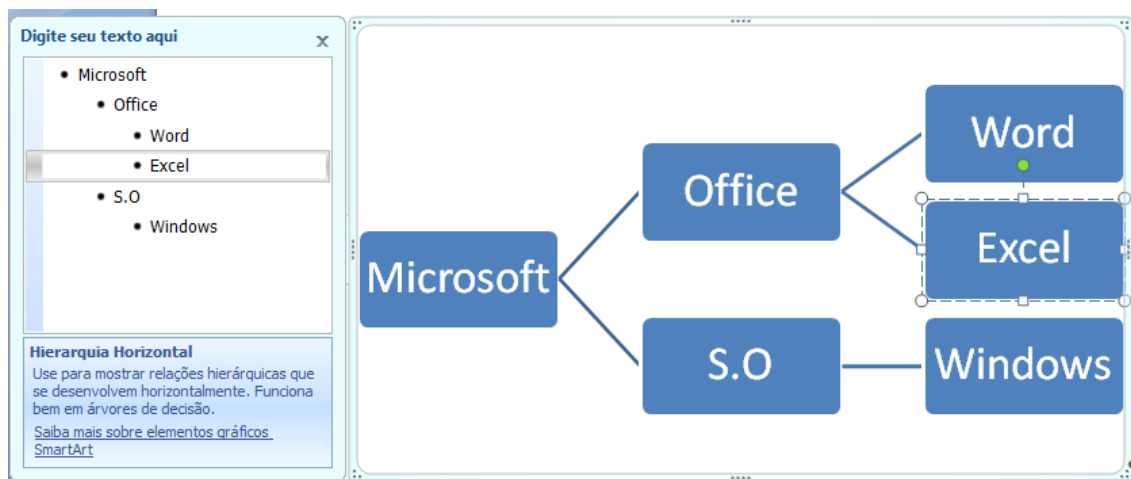 Digite seu texto aqui
x
• Microsoft
• Office
• Word
• Excel
• S.O
• Windows
Hierarquia Horizontal
Use para mostrar relações hierárquicas que
se desenvolvem horizontalmente. Funciona
bem em árvores de decisão.
Saiba mais sobre elementos gráficos
SmartArt
Microsoft
Office
S.O
Word
Excel
Windows